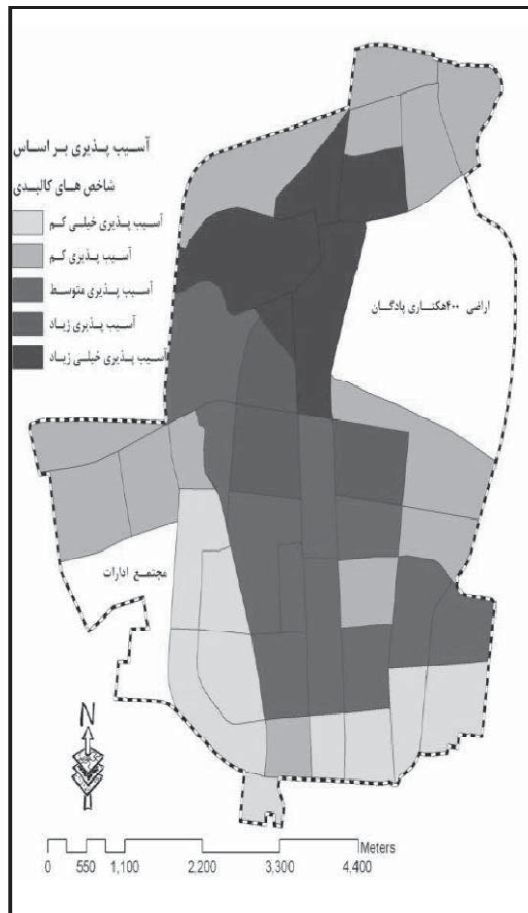 آسیب پذیری بر اساس
شاخص های کالبدی
آسیب پذیری خیلی کم
آسیب پذیری کم
آسیب پذیری متوسط
آسیب پذیری زیاد
آسیب پذیری خیلی زیاد
اراضی ۴۰۰هکتاری پادگان
مجتمع ادارات
N
Meters
0 550 1,100 2,200 3,300 4,400